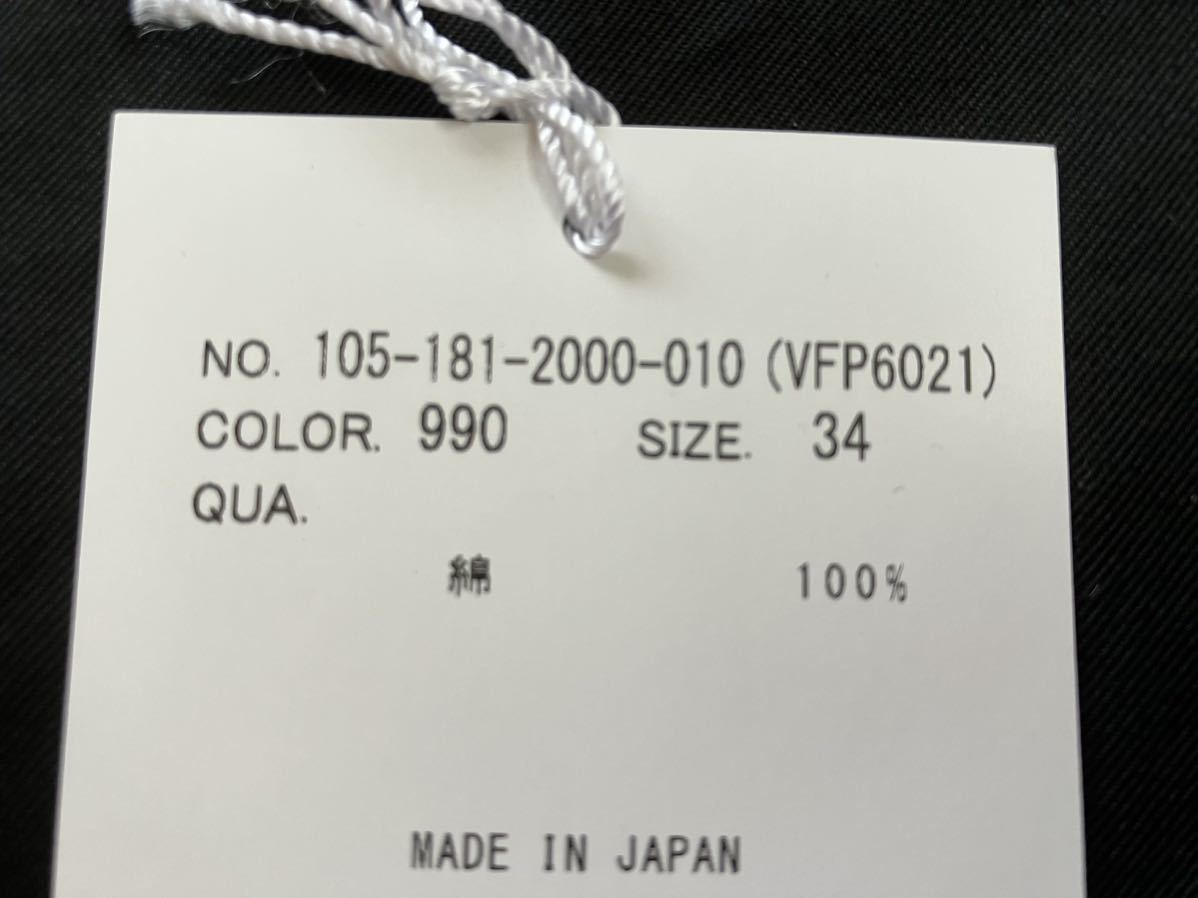 NO. 105-181-2000-010 (VFP6021)
COLOR. 990 SIZE. 34
QUA.
綿 100%
MADE IN JAPAN